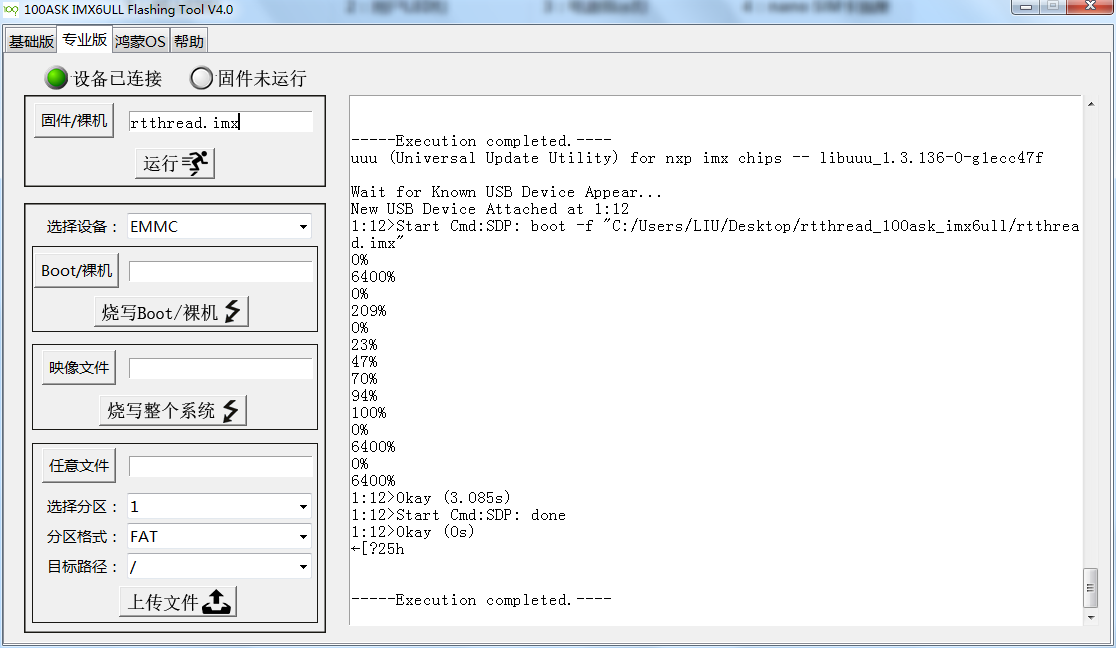 100ASK IMX6ULL Flashing Tool V4.0
基础版 专业版 鸿蒙OS 帮助
设备已连接 固件未运行
固件/裸机 rtthread.imx
运行
选择设备： EMMC
Boot/裸机
烧写Boot/裸机
映像文件
烧写整个系统
任意文件
选择分区： 1
分区格式： FAT
目标路径： /
上传文件
-----Execution completed.----
uuu (Universal Update Utility) for nxp imx chips -- libuuu_1.3.136-0-g1ecc47f
Wait for Known USB Device Appear...
New USB Device Attached at 1:12
1:12>Start Cmd:SDP: boot -f "C:/Users/LIU/Desktop/rtthread_100ask_imx6ull/rtthrea
d.imx"
0%
6400%
0%
209%
0%
23%
47%
70%
94%
100%
0%
6400%
0%
6400%
1:12>Okay (3.085s)
1:12>Start Cmd:SDP: done
1:12>Okay (0s)
←[?25h
-----Execution completed.----